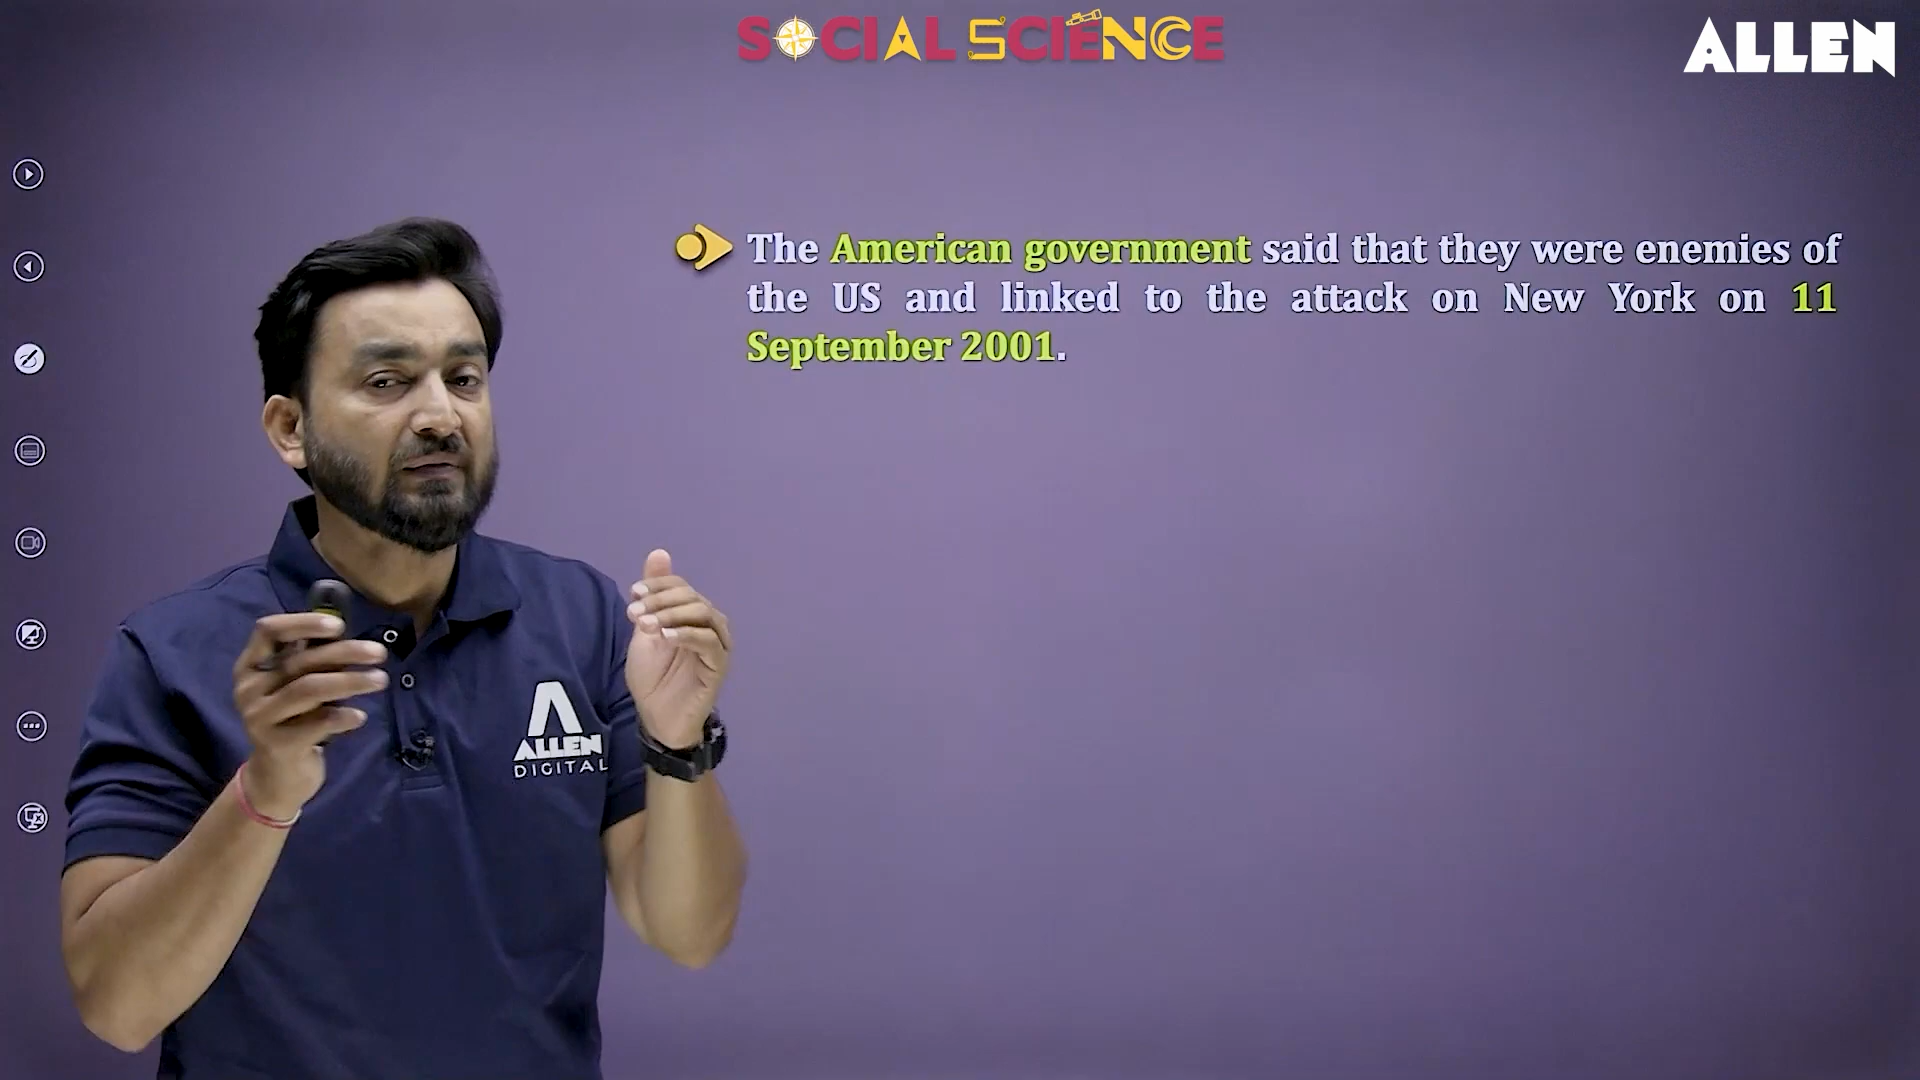 SOCIAL SCIENCE
ALLEN
The American government said that they were enemies of
the US and linked to the attack on New York on 11
September 2001.
ALLEN
DIGITAL